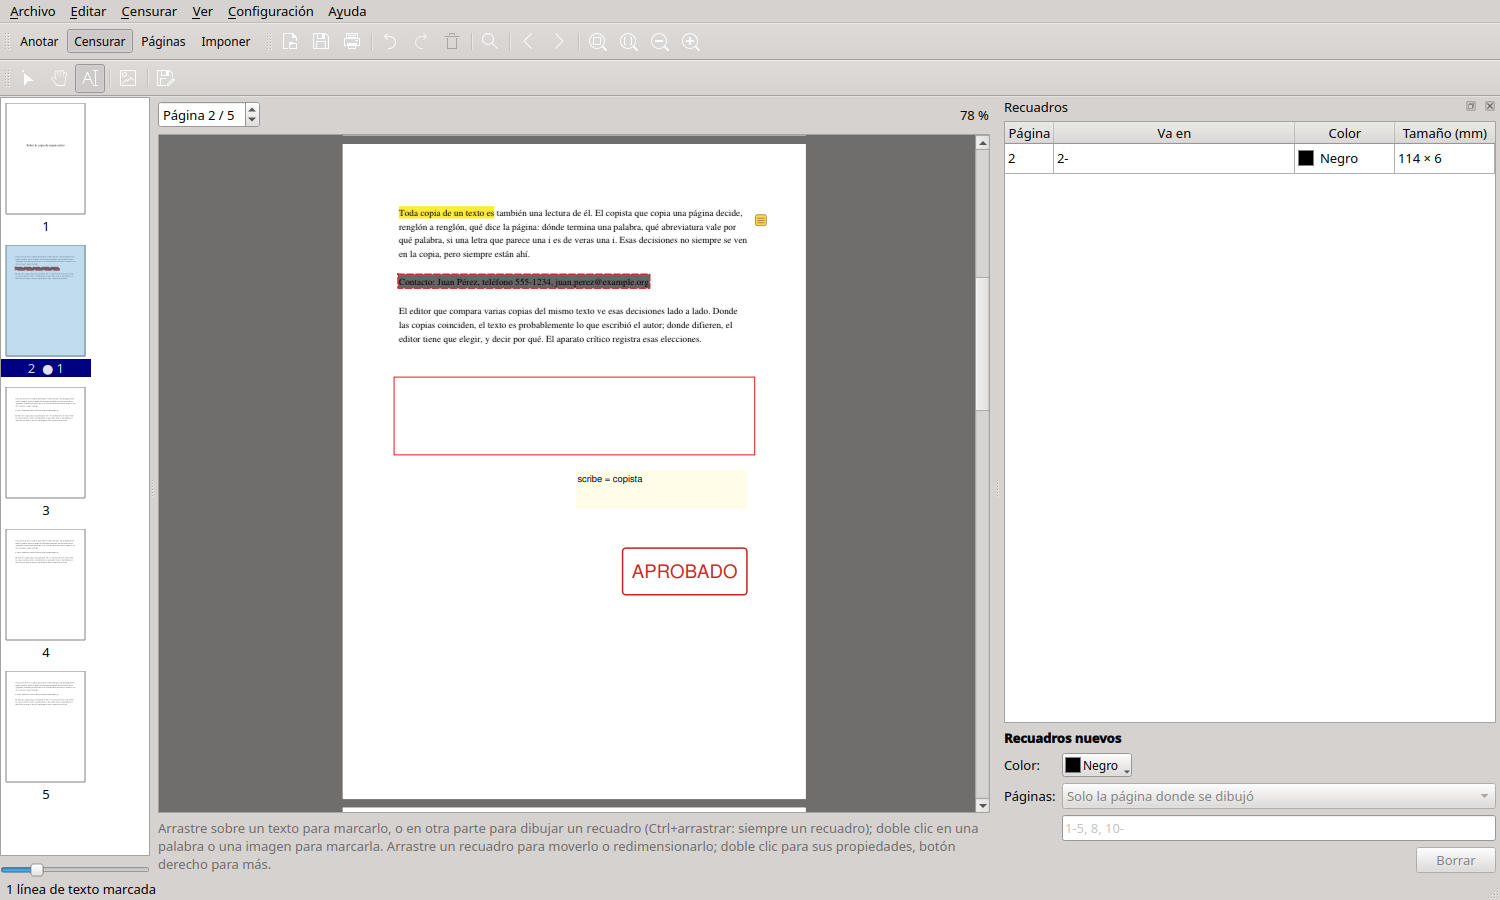 Archivo Editar Censurar Ver Configuración Ayuda
Anotar Censurar Páginas Imponer
Página 2 / 5
78 %
1
2 1
3
4
5
Toda copia de un texto es también una lectura de él. El copista que copia una página decide,
renglón a renglón, qué dice la página: dónde termina una palabra, qué abreviatura vale por
qué palabra, si una letra que parece una i es de veras una i. Esas decisiones no siempre se ven
en la copia, pero siempre están ahí.
Contacto: Juan Pérez, teléfono 555-1234, juan.perez@example.org
El editor que compara varias copias del mismo texto ve esas decisiones lado a lado. Donde
las copias coinciden, el texto es probablemente lo que escribió el autor; donde difieren, el
editor tiene que elegir, y decir por qué. El aparato crítico registra esas elecciones.
scribe = copista
APROBADO
Arrastre sobre un texto para marcarlo, o en otra parte para dibujar un recuadro (Ctrl+arrastrar: siempre un recuadro); doble clic en una
palabra o una imagen para marcarla. Arrastre un recuadro para moverlo o redimensionarlo; doble clic para sus propiedades, botón
derecho para más.
Recuadros
Página Va en Color Tamaño (mm)
2 2- Negro 114 × 6
Recuadros nuevos
Color: Negro
Páginas: Solo la página donde se dibujó
1-5, 8, 10-
Borrar
1 línea de texto marcada